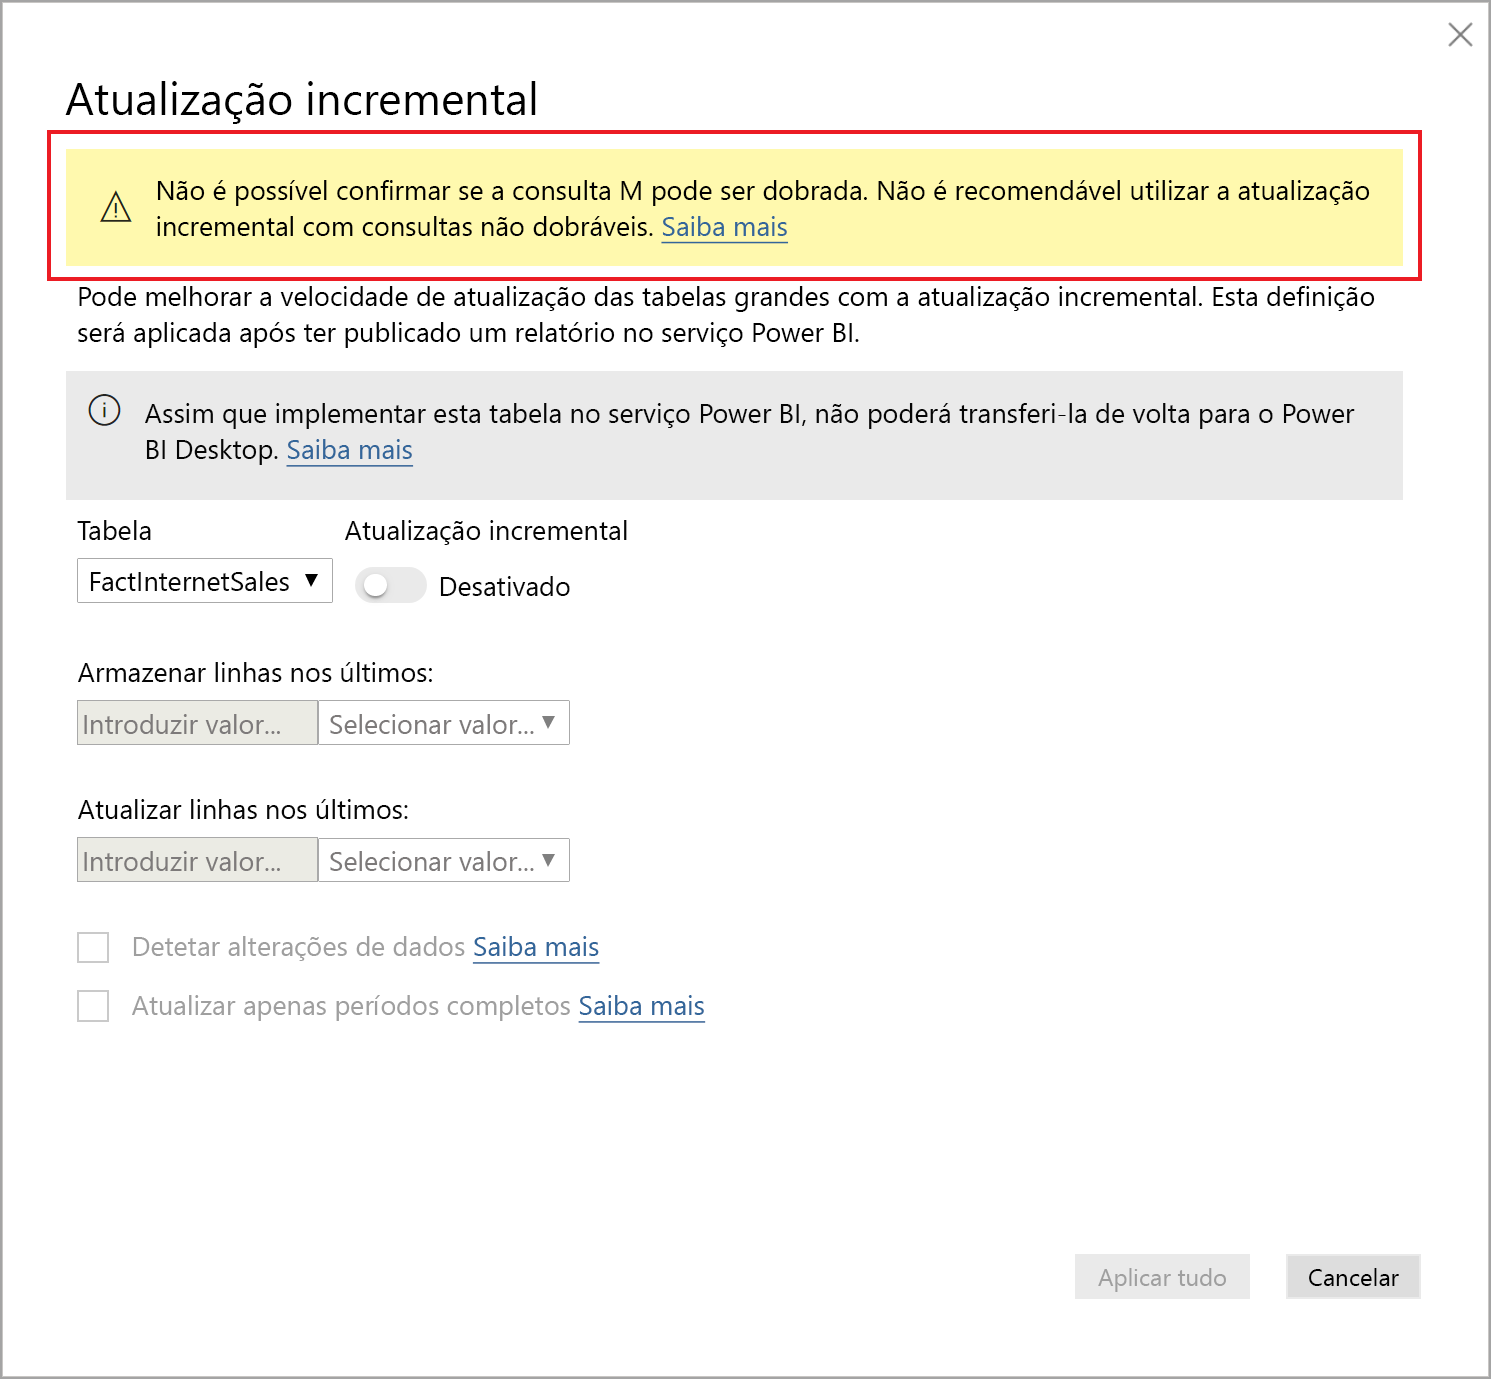 Atualização incremental
Não é possível confirmar se a consulta M pode ser dobrada. Não é recomendável utilizar a atualização
incremental com consultas não dobráveis. Saiba mais
Pode melhorar a velocidade de atualização das tabelas grandes com a atualização incremental. Esta definição
será aplicada após ter publicado um relatório no serviço Power BI.
Assim que implementar esta tabela no serviço Power BI, não poderá transferi-la de volta para o Power
BI Desktop. Saiba mais
Tabela Atualização incremental
FactInternetSales Desativado
Armazenar linhas nos últimos:
Introduzir valor... Selecionar valor...
Atualizar linhas nos últimos:
Introduzir valor... Selecionar valor...
Detetar alterações de dados Saiba mais
Atualizar apenas períodos completos Saiba mais
Aplicar tudo Cancelar